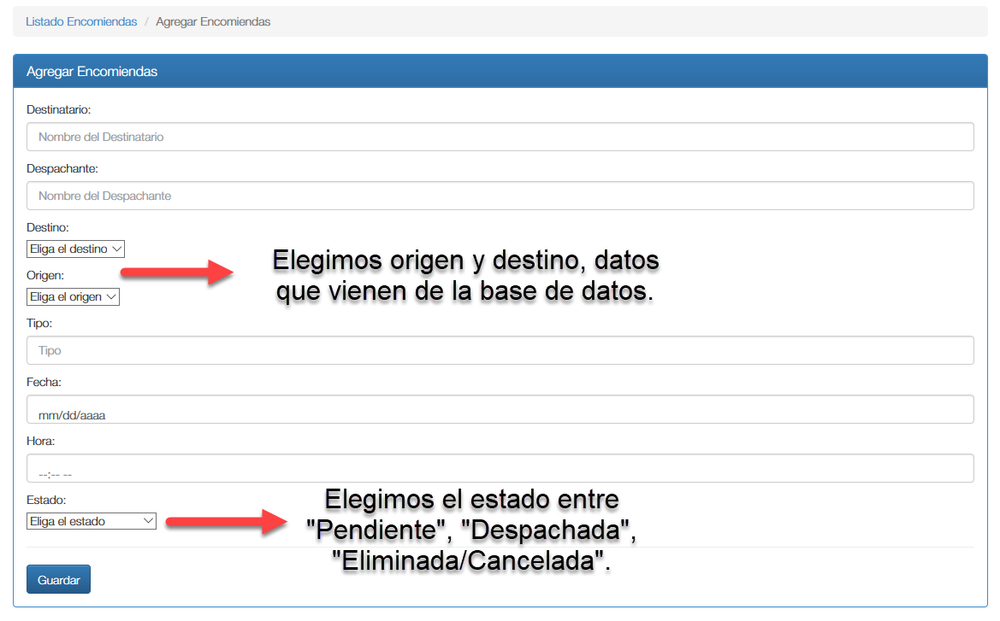 Listado Encomiendas / Agregar Encomiendas
Agregar Encomiendas
Destinatario:
Nombre del Destinatario
Despachante:
Nombre del Despachante
Destino:
Eliga el destino
Origen:
Eliga el origen
Elegimos origen y destino, datos
que vienen de la base de datos.
Tipo:
Tipo
Fecha:
mm/dd/aaaa
Hora:
--:-- --
Estado:
Eliga el estado
Elegimos el estado entre
"Pendiente", "Despachada",
"Eliminada/Cancelada".
Guardar